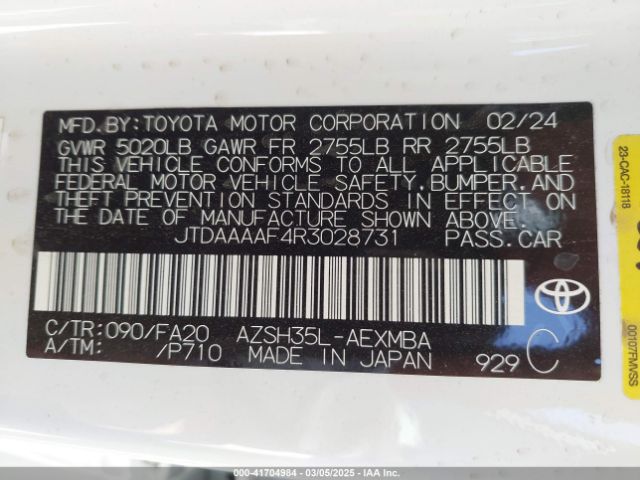 MFD.BY:TOYOTA MOTOR CORPORATION 02/24
GVWR 5020LB GAWR FR 2755LB RR 2755LB
THIS VEHICLE CONFORMS TO ALL APPLICABLE
FEDERAL MOTOR VEHICLE SAFETY,BUMPER,AND
THEFT PREVENTION STANDARDS IN EFFECT ON
THE DATE OF MANUFACTURE SHOWN ABOVE.
JTDAAAAF4R3028731 PASS.CAR
C/TR:090/FA20 AZSH35L-AEXMBA
A/TM: /P710 MADE IN JAPAN 929 C
23-CAC-18118
00107FMVSS
000-41704984 — 03/05/2025 — IAA Inc.